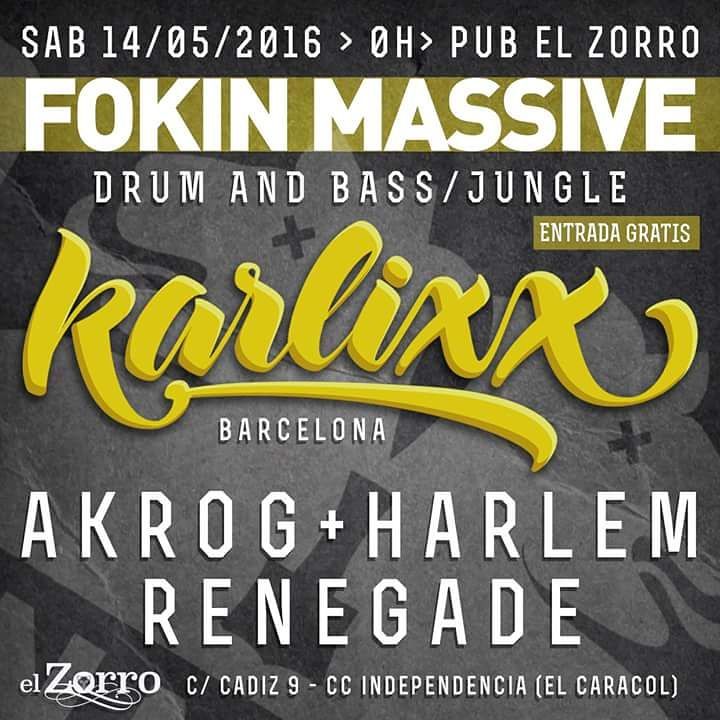 SAB 14/05/2016 > 0H> PUB EL ZORRO
FOKIN MASSIVE
DRUM AND BASS/JUNGLE
ENTRADA GRATIS
Karlixx
BARCELONA
AKROG + HARLEM
RENEGADE
el Zorro
C/ CADIZ 9 - CC INDEPENDENCIA (EL CARACOL)